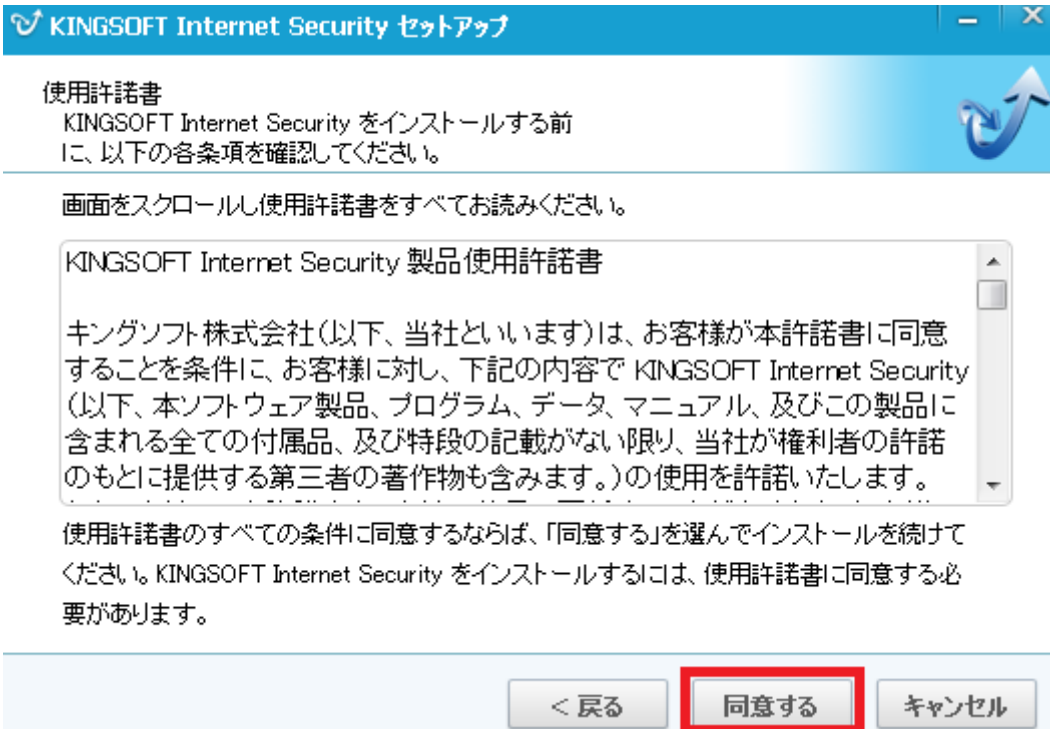 KINGSOFT Internet Security セットアップ
使用許諾書
KINGSOFT Internet Security をインストールする前
に、以下の各条項を確認してください。
画面をスクロールし使用許諾書をすべてお読みください。
KINGSOFT Internet Security 製品使用許諾書
キングソフト株式会社(以下、当社といいます)は、お客様が本許諾書に同意
することを条件に、お客様に対し、下記の内容で KINGSOFT Internet Security
(以下、本ソフトウェア製品、プログラム、データ、マニュアル、及びこの製品に
含まれる全ての付属品、及び特段の記載がない限り、当社が権利者の許諾
のもとに提供する第三者の著作物も含みます。)の使用を許諾いたします。
使用許諾書のすべての条件に同意するならば、「同意する」を選んでインストールを続けて
ください。KINGSOFT Internet Security をインストールするには、使用許諾書に同意する必
要があります。
< 戻る
同意する
キャンセル